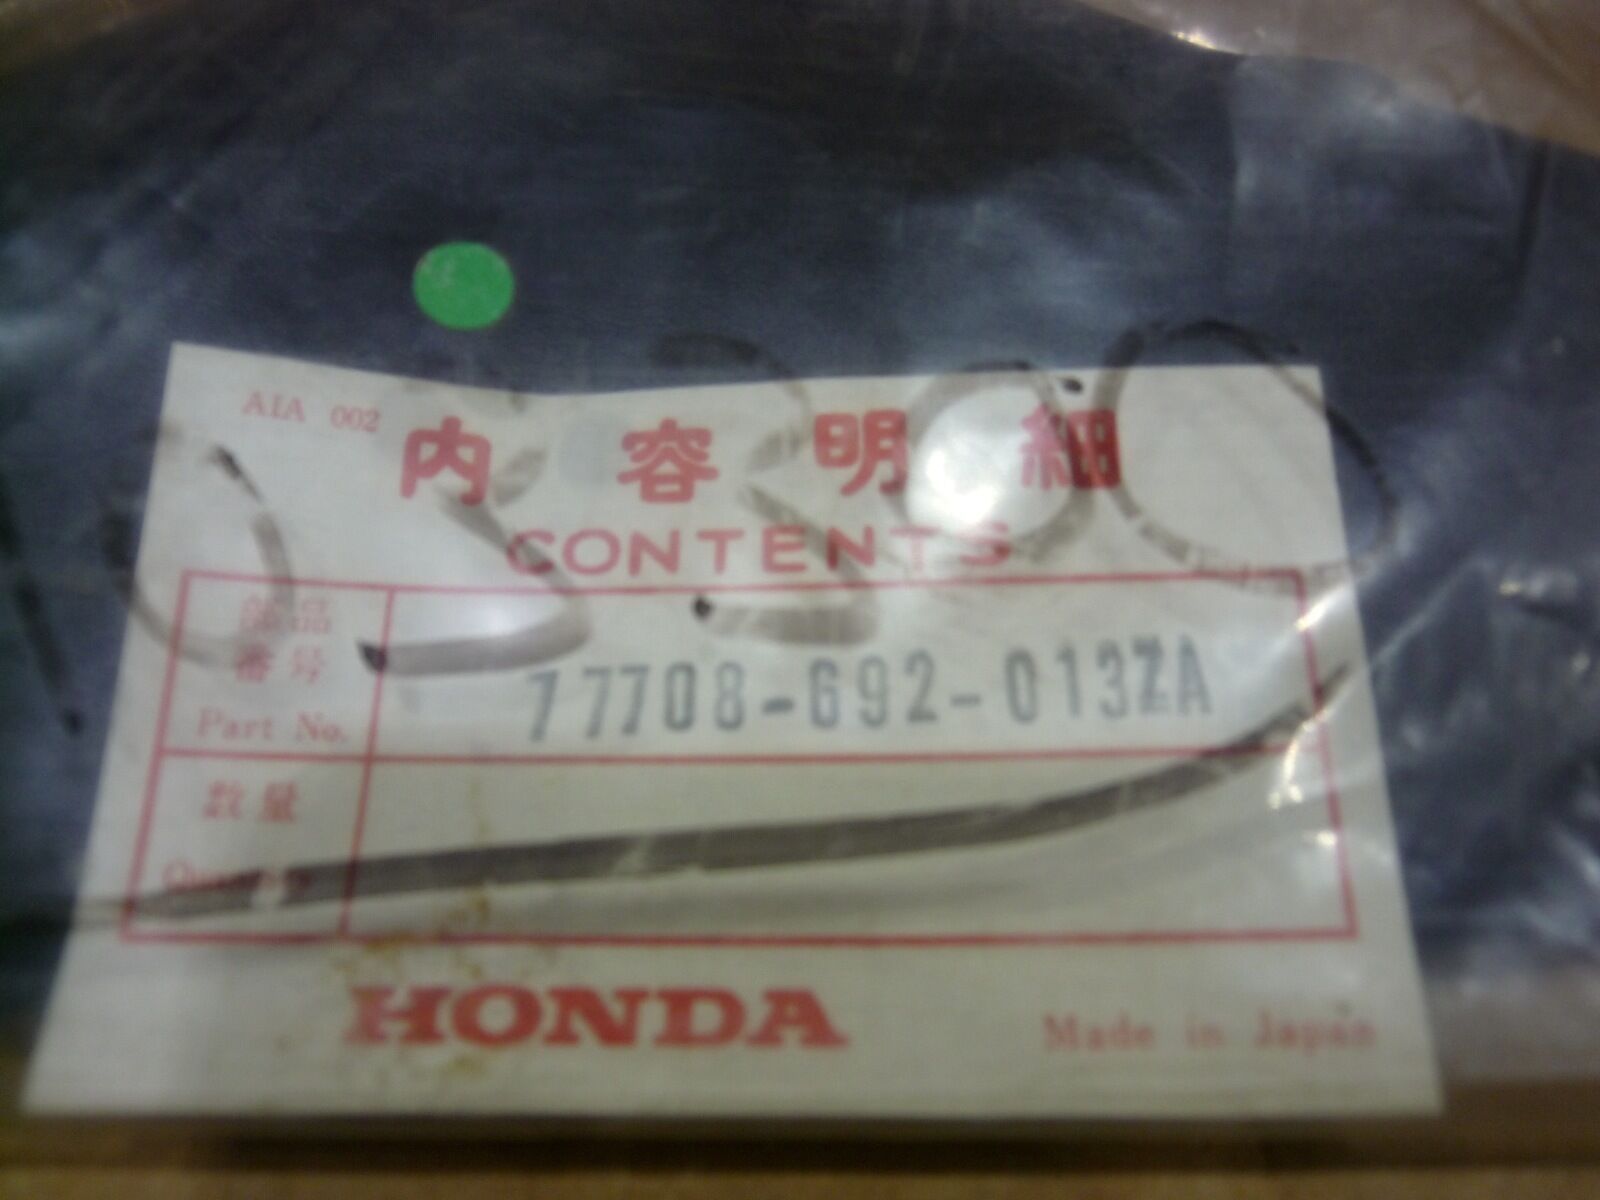 AIA 002
内容明細
CONTENTS
部品
番号
Part No.
77708-692-013ZA
数量
Quantity
HONDA
Made in Japan